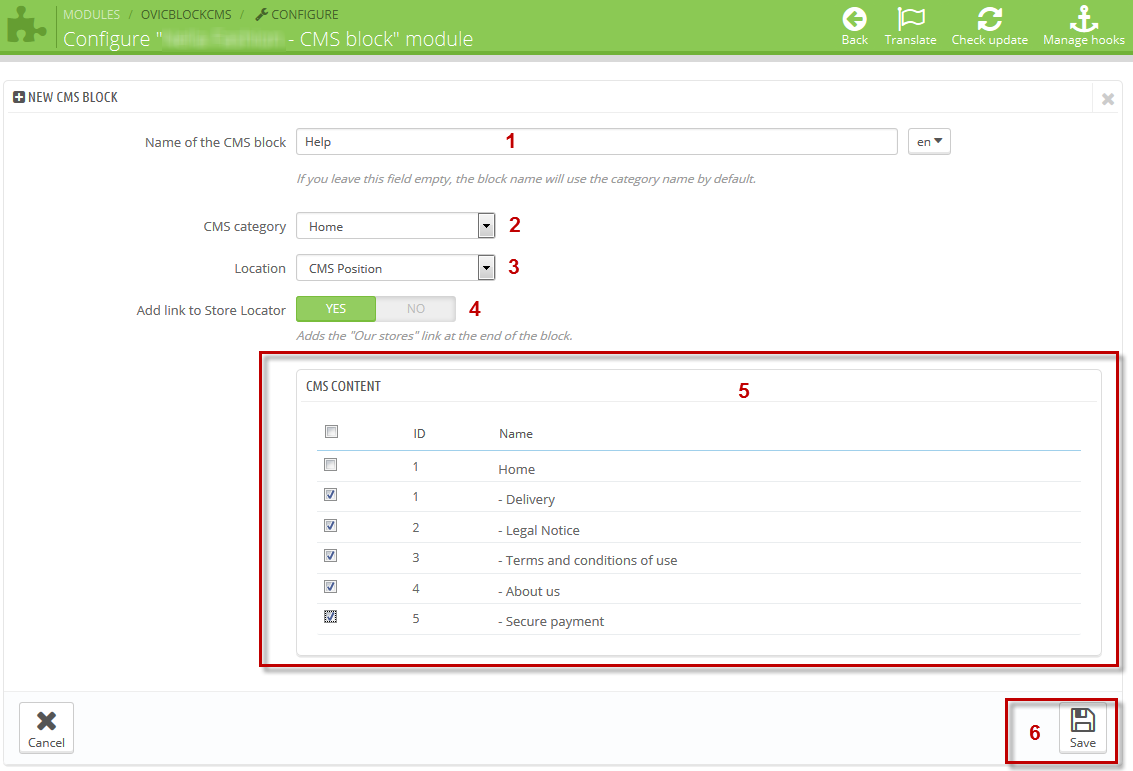 MODULES / OVICBLOCKCMS / CONFIGURE
Configure " - CMS block" module
Back Translate Check update Manage hooks
NEW CMS BLOCK
Name of the CMS block Help 1 en
If you leave this field empty, the block name will use the category name by default.
CMS category Home 2
Location CMS Position 3
Add link to Store Locator YES NO 4
Adds the "Our stores" link at the end of the block.
CMS CONTENT 5
ID Name
1 Home
1 - Delivery
2 - Legal Notice
3 - Terms and conditions of use
4 - About us
5 - Secure payment
Cancel 6 Save